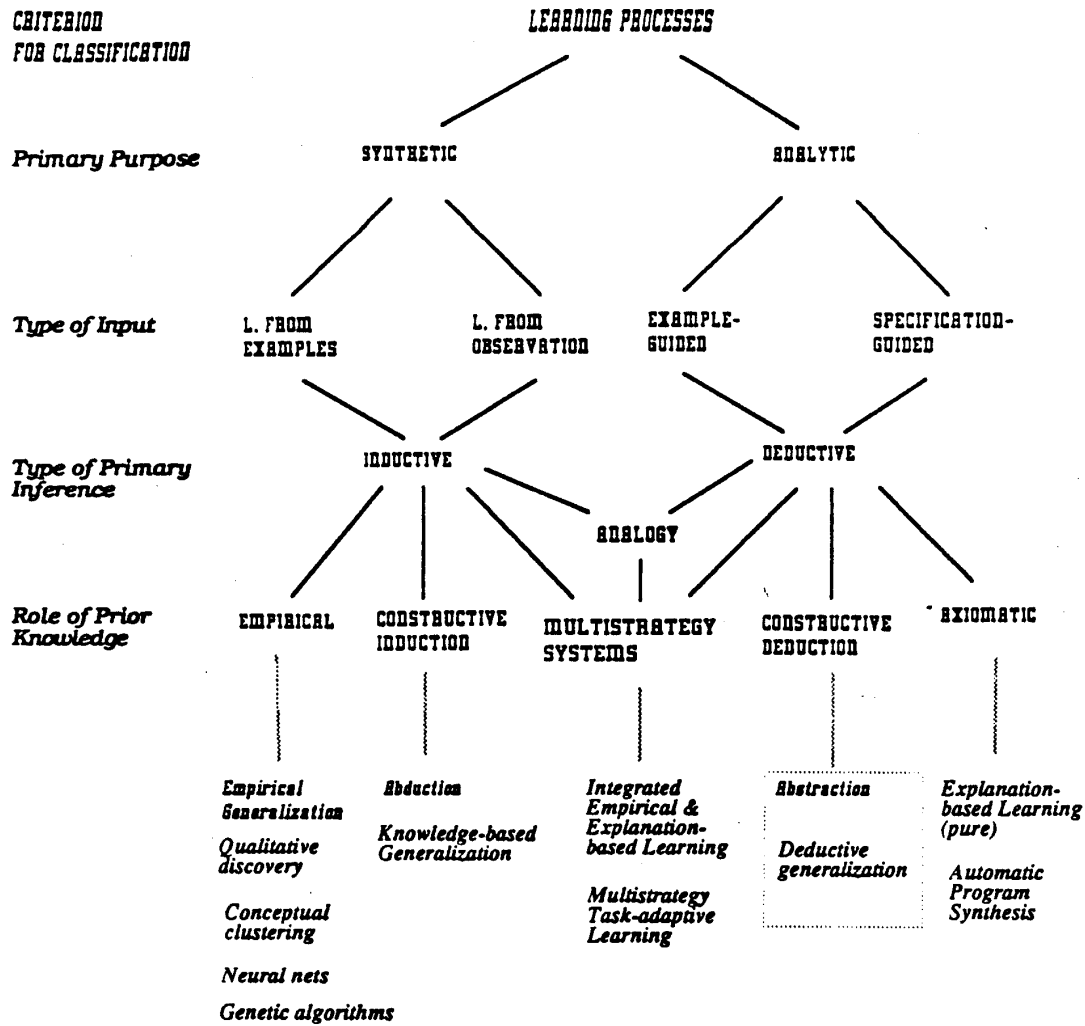 CRITERION
FOR CLASSIFICATION
LEARNING PROCESSES
Primary Purpose
SYNTHETIC
ANALYTIC
Type of Input
L. FROM
EXAMPLES
L. FROM
OBSERVATION
EXAMPLE-
GUIDED
SPECIFICATION-
GUIDED
Type of Primary
Inference
INDUCTIVE
DEDUCTIVE
ANALOGY
Role of Prior
Knowledge
EMPIRICAL
CONSTRUCTIVE
INDUCTION
MULTISTRATEGY
SYSTEMS
CONSTRUCTIVE
DEDUCTION
AXIOMATIC
Empirical
Generalization
Qualitative
discovery
Conceptual
clustering
Neural nets
Genetic algorithms
Abduction
Knowledge-based
Generalization
Integrated
Empirical &
Explanation-
based Learning
Multistrategy
Task-adaptive
Learning
Abstraction
Deductive
generalization
Explanation-
based Learning
(pure)
Automatic
Program
Synthesis